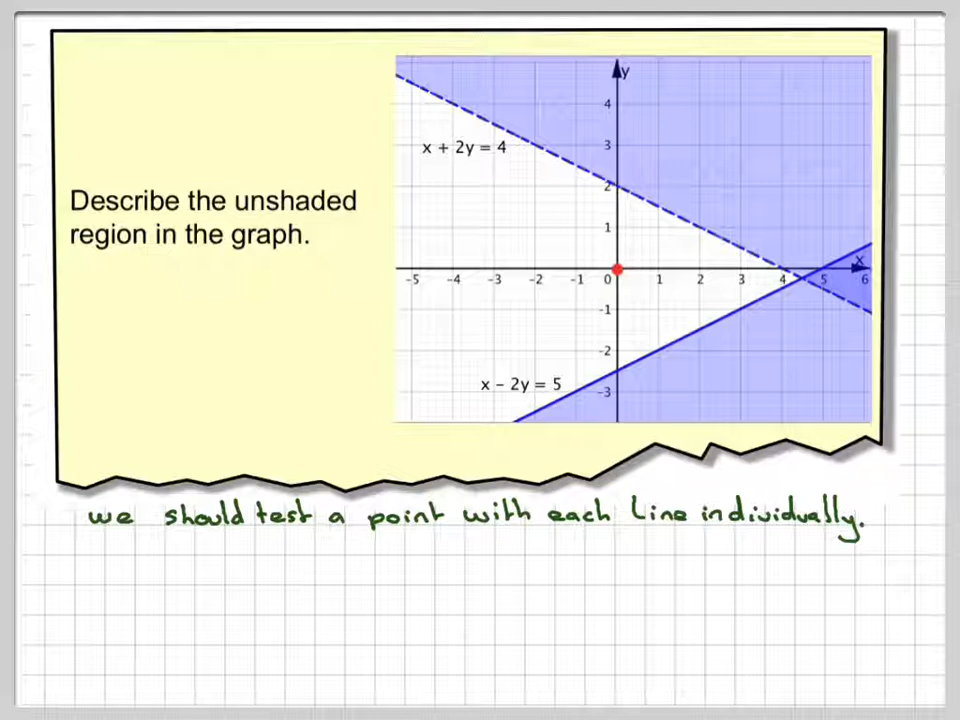 Describe the unshaded
region in the graph.
y
4
x + 2y = 4
3
2
1
x
-5 -4 -3 -2 -1 0 1 2 3 4 5 6
-1
-2
x – 2y = 5
-3
we should test a point with each line individually.